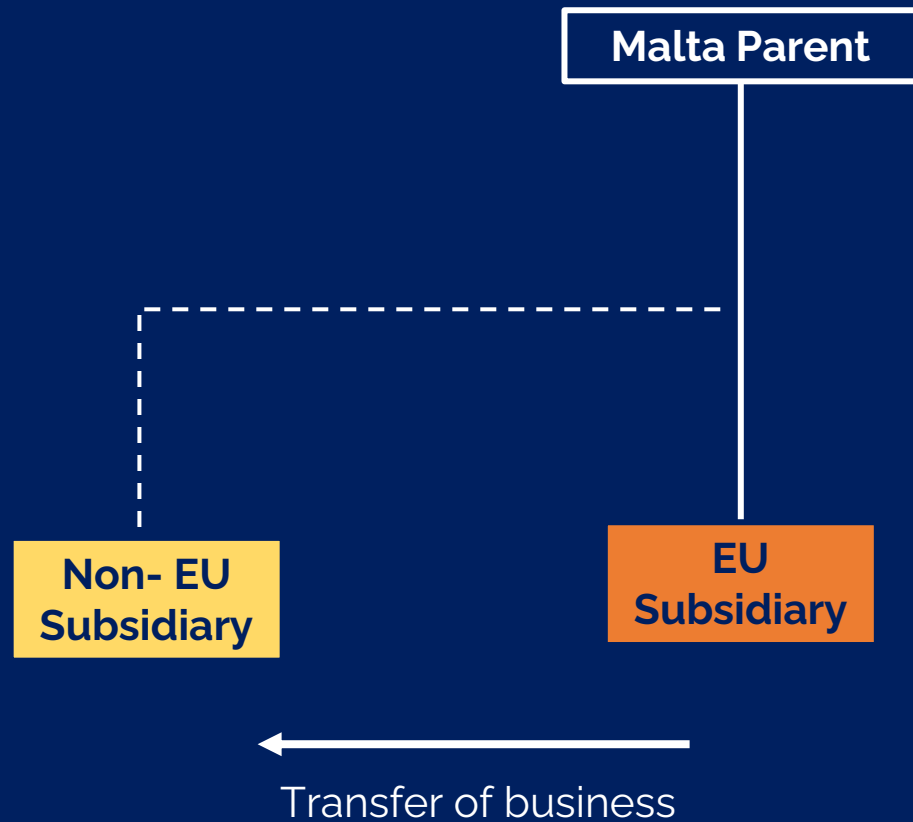 Malta Parent
Non- EU
Subsidiary
EU
Subsidiary
Transfer of business